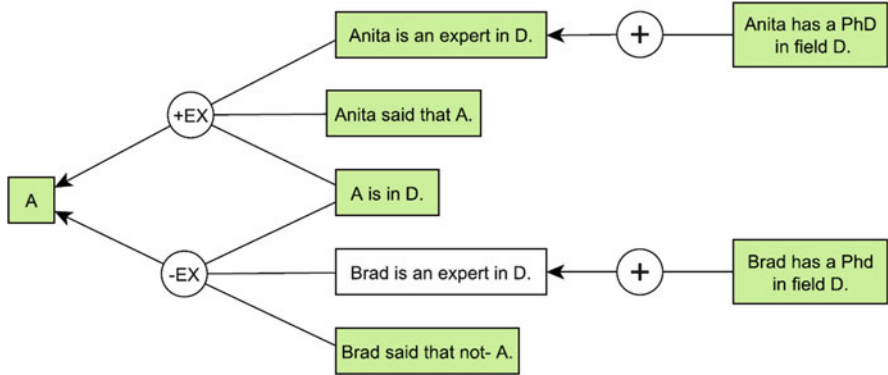 Anita is an expert in D.
+
Anita has a PhD
in field D.
+EX
Anita said that A.
A
A is in D.
-EX
Brad is an expert in D.
+
Brad has a Phd
in field D.
Brad said that not- A.